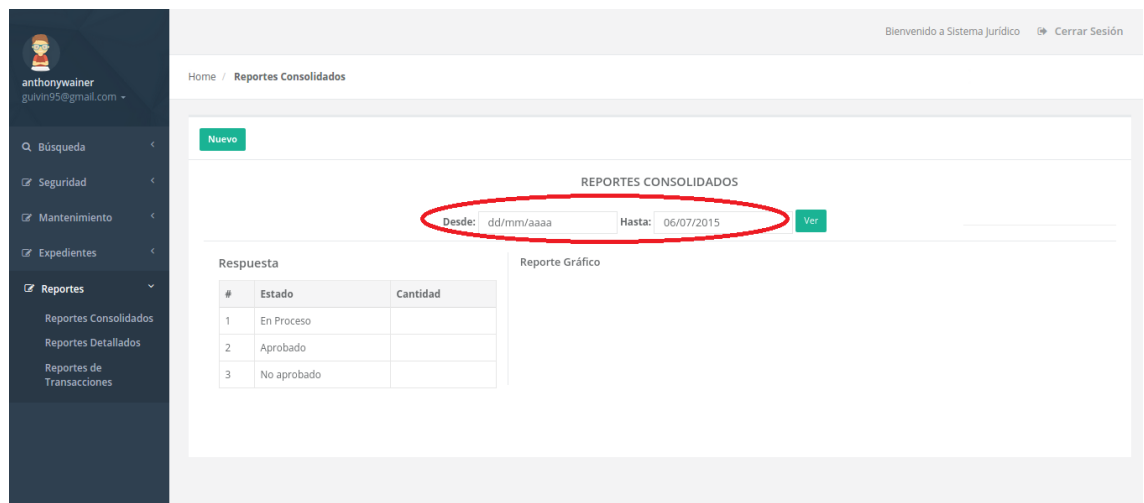 Bienvenido a Sistema Jurídico Cerrar Sesión
anthonywainer
guivin95@gmail.com
Home / Reportes Consolidados
Búsqueda
Seguridad
Mantenimiento
Expedientes
Reportes
Reportes Consolidados
Reportes Detallados
Reportes de
Transacciones
Nuevo
REPORTES CONSOLIDADOS
Desde: dd/mm/aaaa Hasta: 06/07/2015 Ver
Respuesta
# Estado Cantidad
1 En Proceso
2 Aprobado
3 No aprobado
Reporte Gráfico